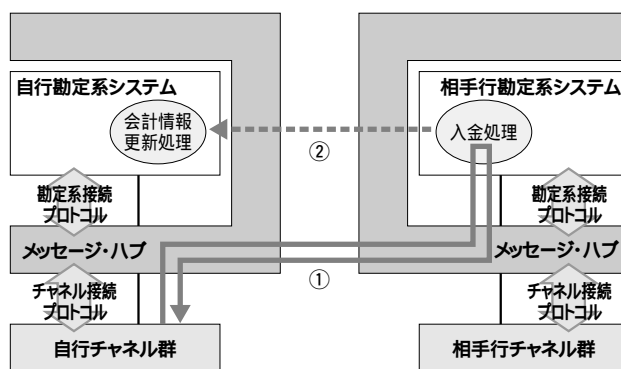 自行勘定系システム
会計情報
更新処理
勘定系接続
プロトコル
メッセージ・ハブ
チャネル接続
プロトコル
自行チャネル群
②
①
相手行勘定系システム
入金処理
勘定系接続
プロトコル
メッセージ・ハブ
チャネル接続
プロトコル
相手行チャネル群